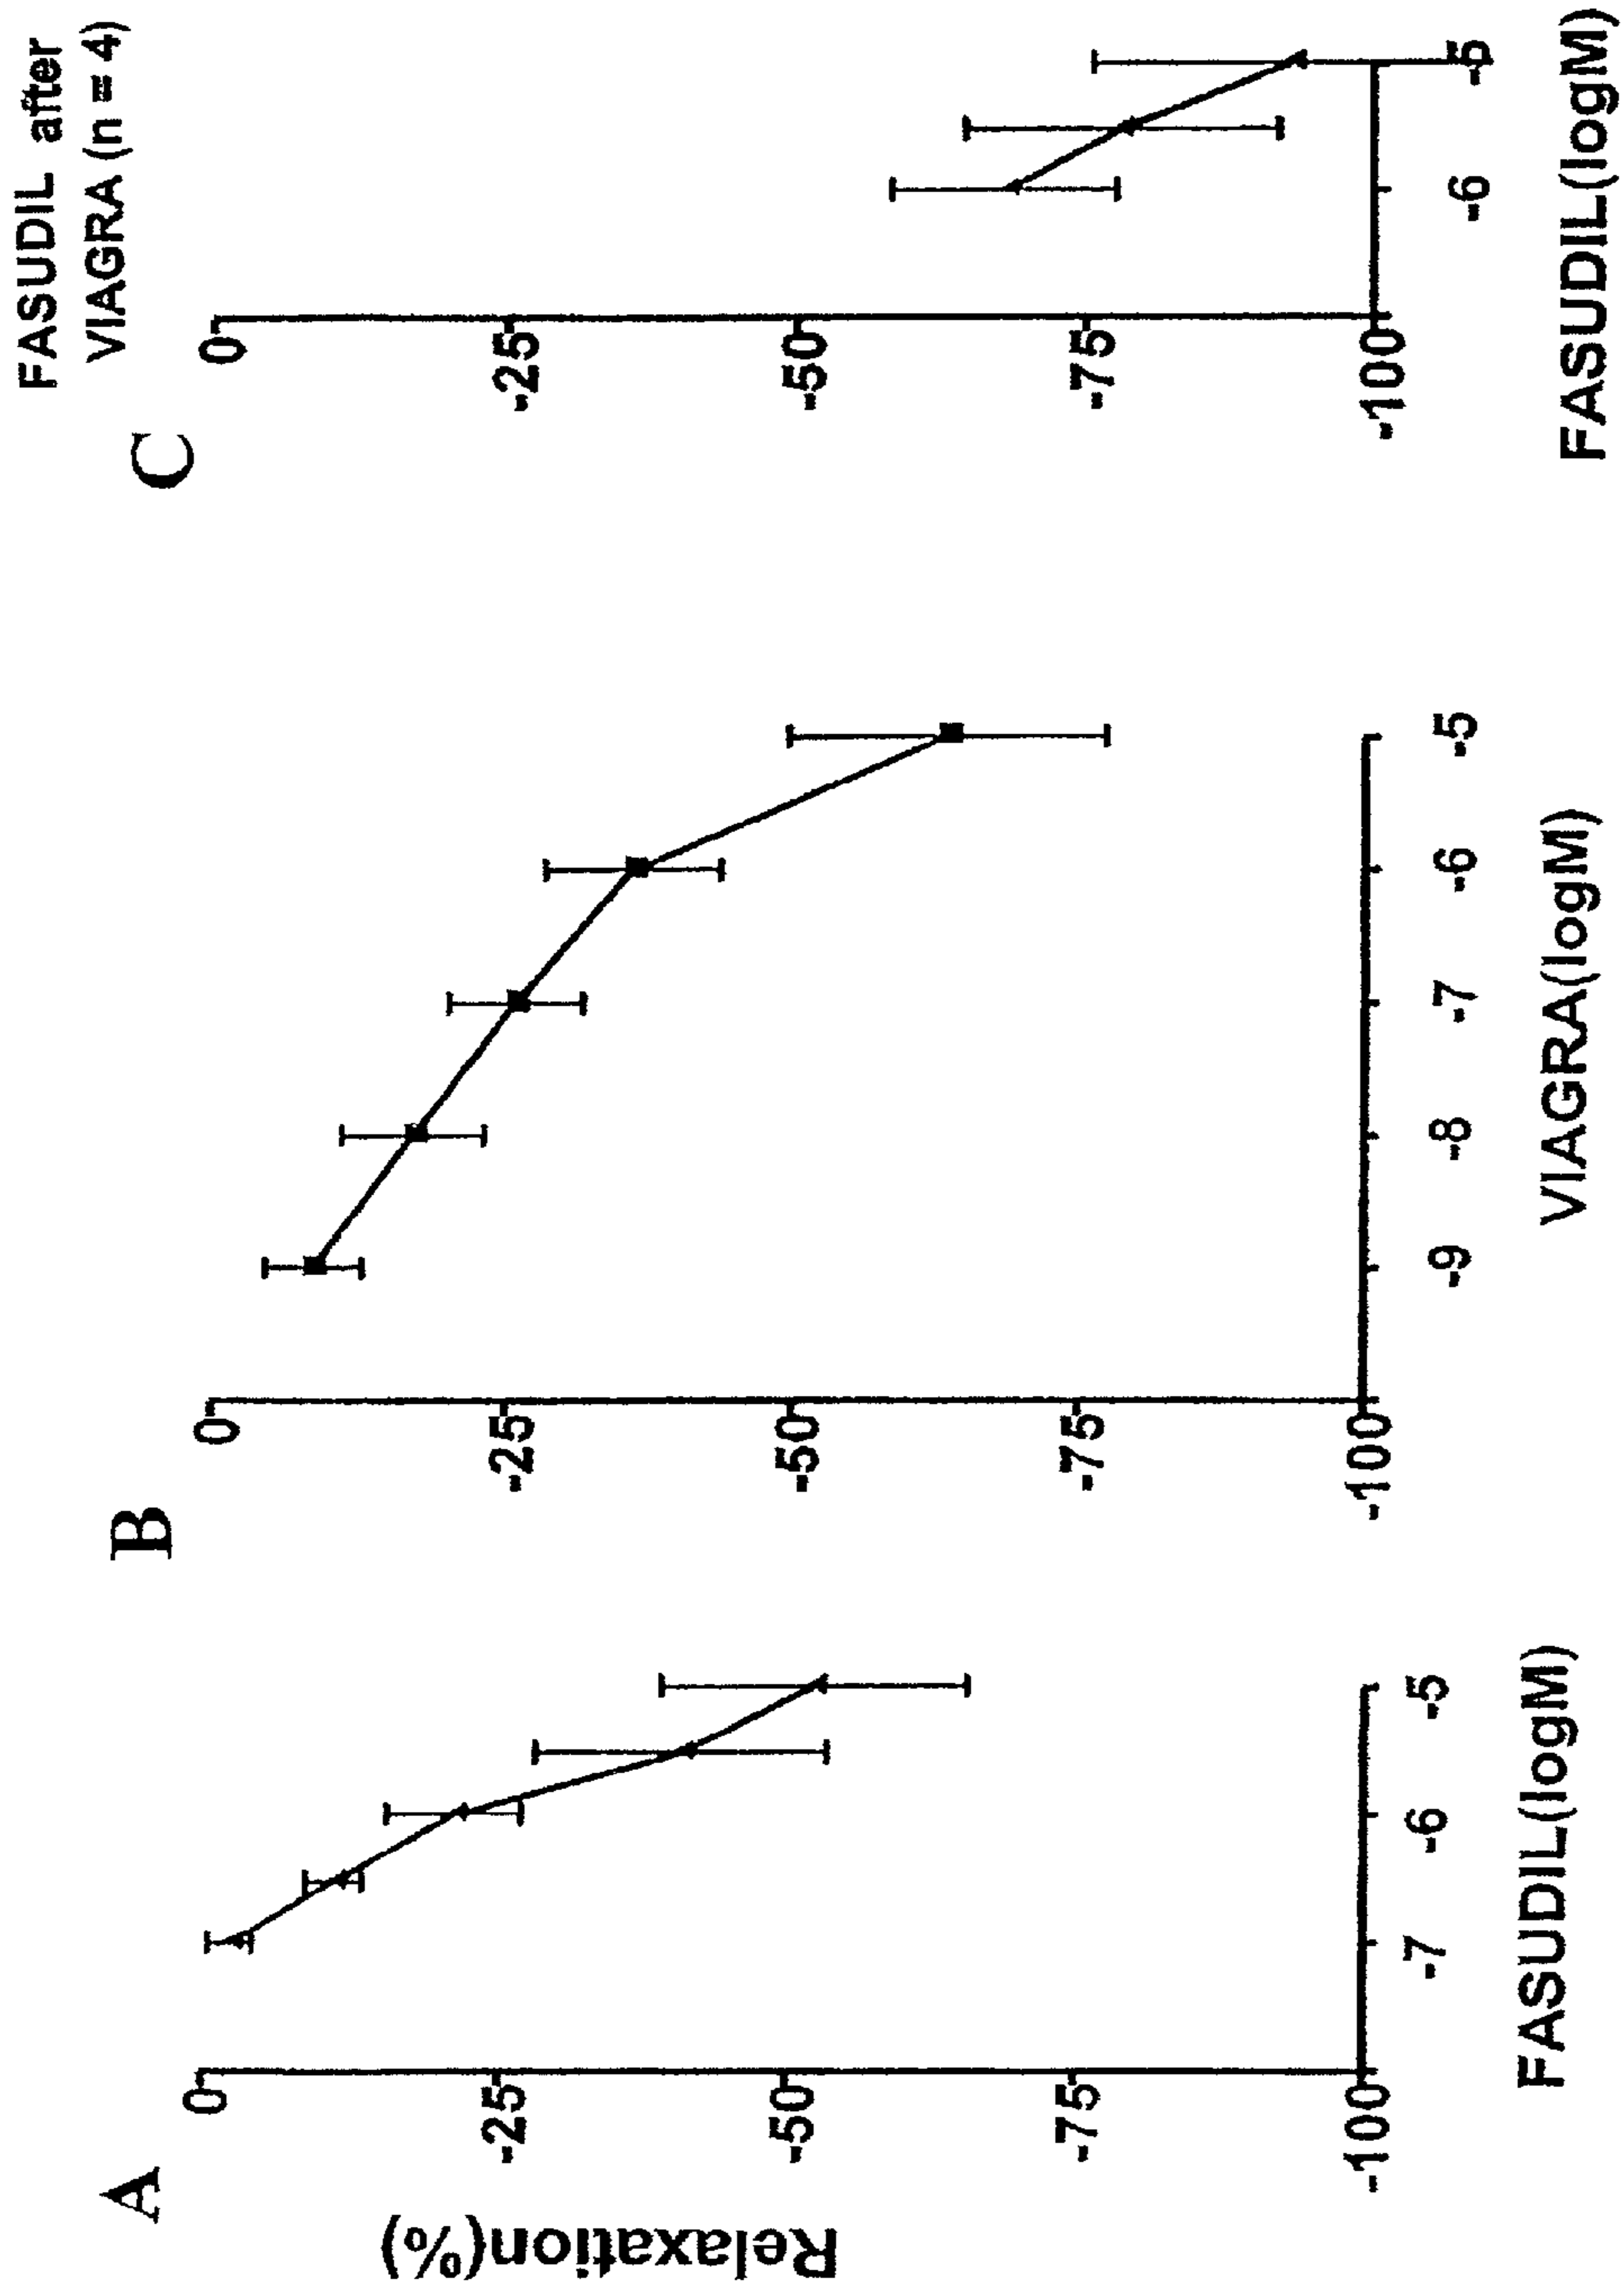 A
Relaxation(%)
0
-25
-50
-75
-100
-7
-6
-5
FASUDIL(logM)
B
0
-25
-50
-75
-100
-9
-8
-7
-6
-5
VIAGRA(logM)
FASUDIL after
VIAGRA (n = 4)
C
0
-25
-50
-75
-100
-6
-5
FASUDIL(logM)